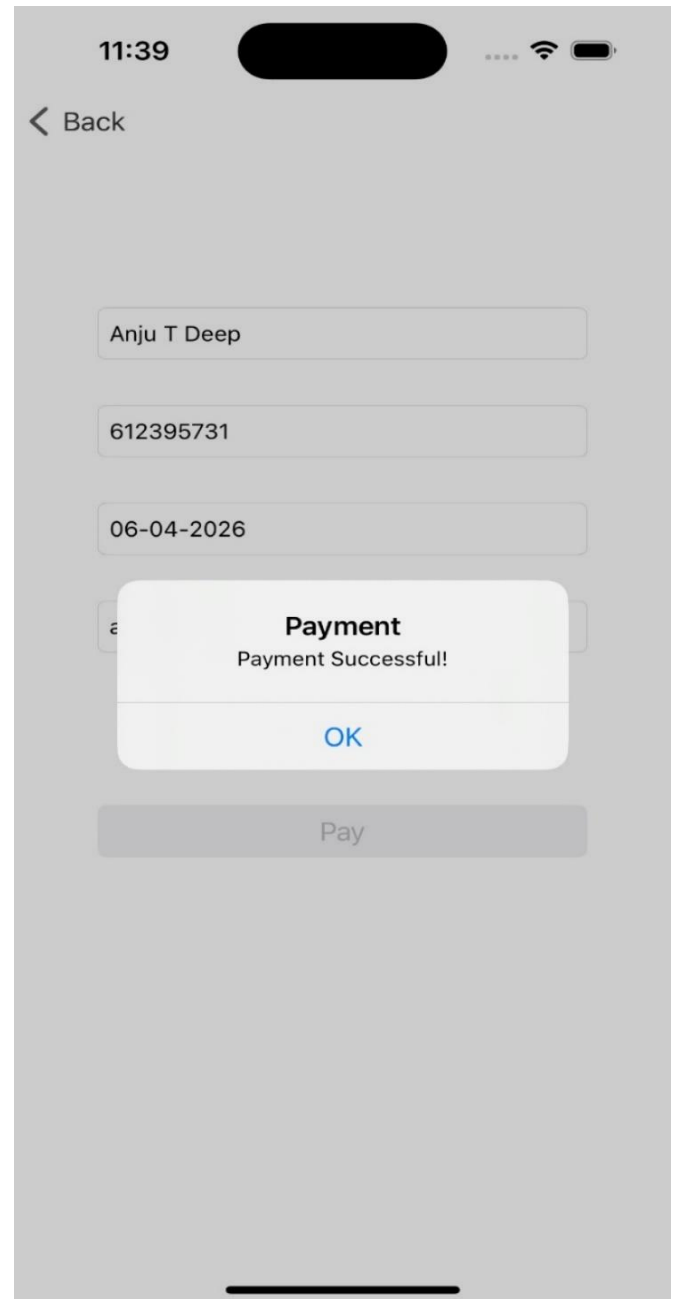 11:39
Back
Anju T Deep
612395731
06-04-2026
Payment
Payment Successful!
OK
Pay